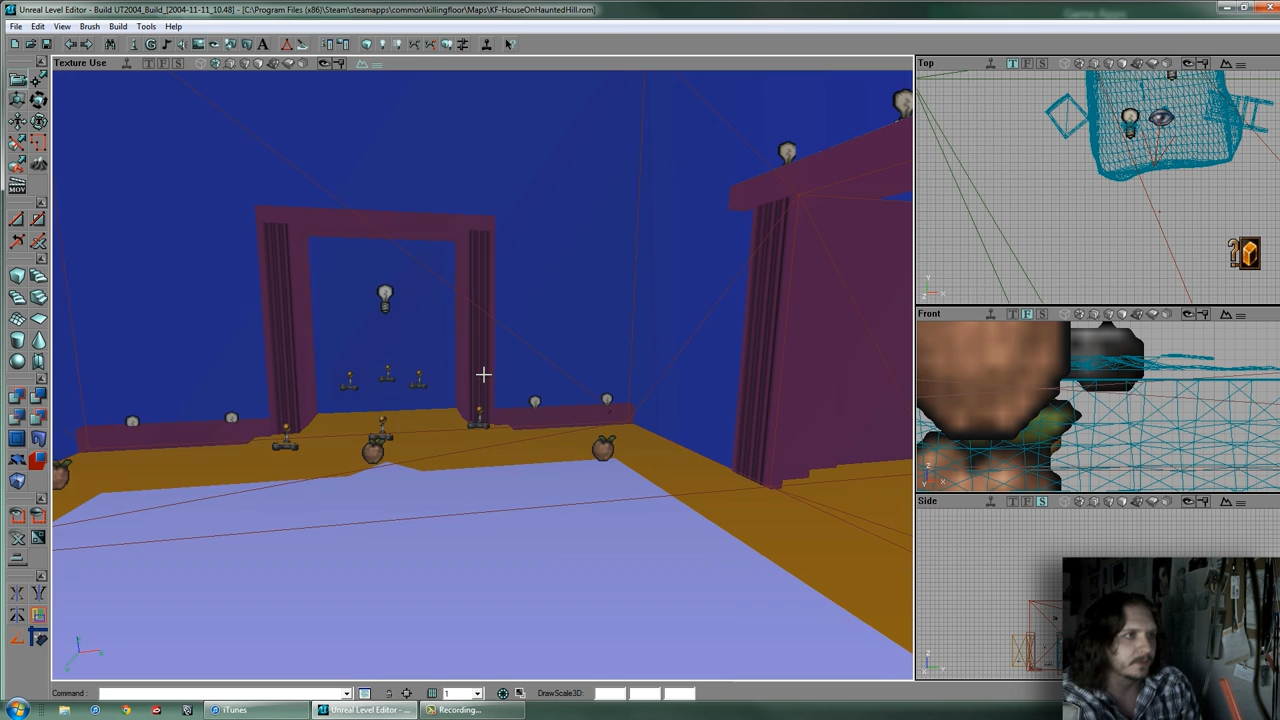 Unreal Level Editor - Build UT2004_Build_[2004-11-11_10.48] - [C:\Program Files (x86)\Steam\steamapps\common\killingfloor\Maps\KF-HouseOnHauntedHill.rom]
File Edit View Brush Build Tools Help
Texture Use T F S
Top T F S
MOV
Front T F S
Side T F S
Command : 1 DrawScale3D:
iTunes Unreal Level Editor - ... Recording...